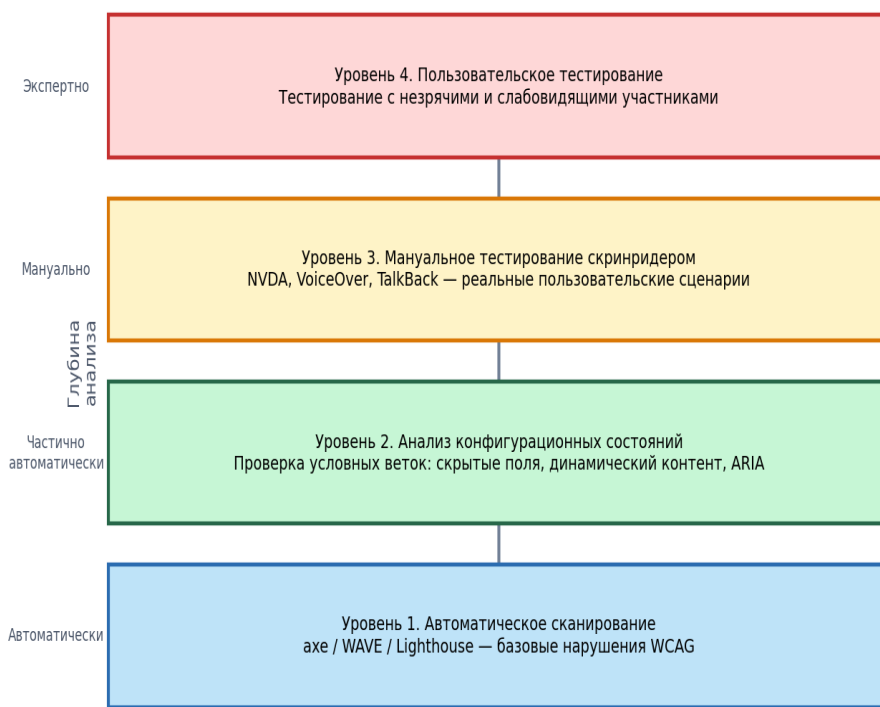 Экспертно
Уровень 4. Пользовательское тестирование
Тестирование с незрячими и слабовидящими участниками
Мануально
Уровень 3. Мануальное тестирование скринридером
NVDA, VoiceOver, TalkBack — реальные пользовательские сценарии
Глубина
анализа
Частично
автоматически
Уровень 2. Анализ конфигурационных состояний
Проверка условных веток: скрытые поля, динамический контент, ARIA
Автоматически
Уровень 1. Автоматическое сканирование
axe / WAVE / Lighthouse — базовые нарушения WCAG